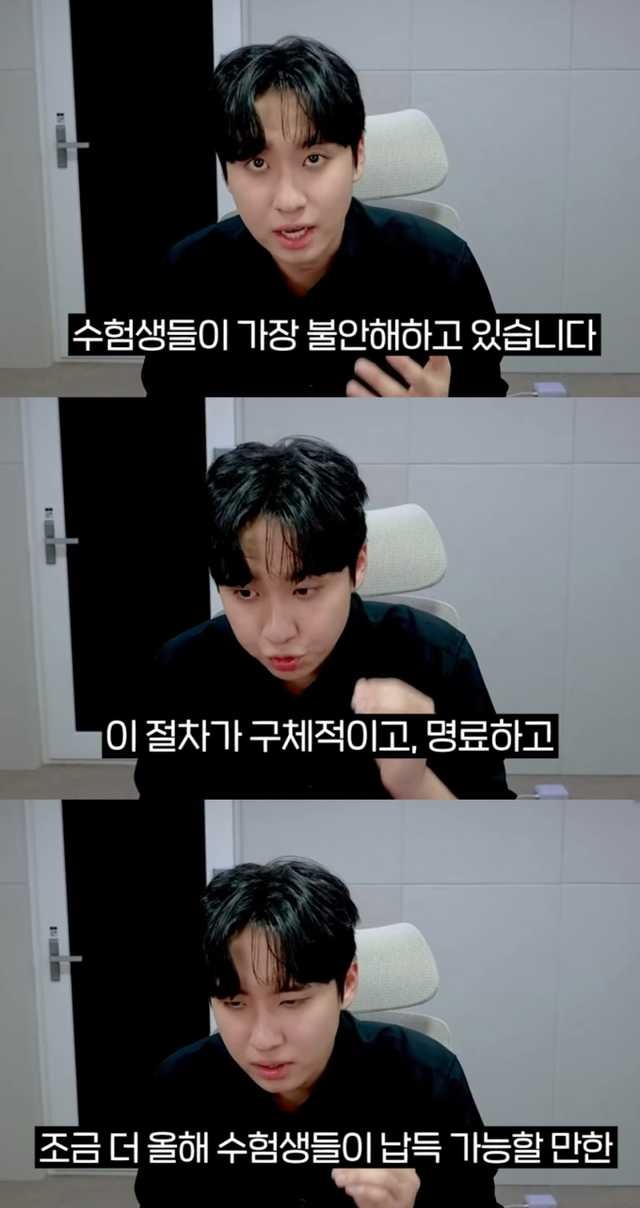 수험생들이 가장 불안해하고 있습니다
이 절차가 구체적이고, 명료하고
조금 더 올해 수험생들이 납득 가능할 만한